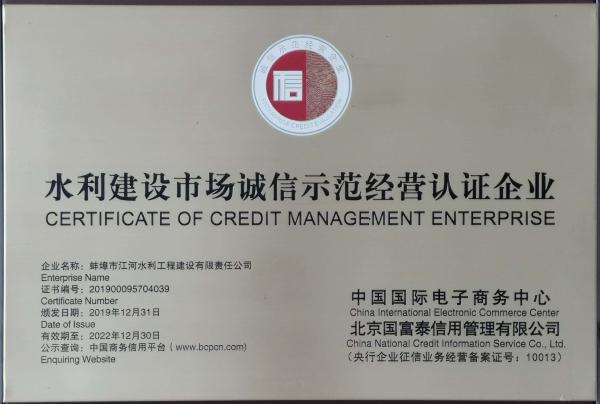 信
水利建设市场诚信示范经营认证企业
CERTIFICATE OF CREDIT MANAGEMENT ENTERPRISE
企业名称：蚌埠市江河水利工程建设有限责任公司
Enterprise Name
证书编号：201900095704039
Certificate Number
颁发日期：2019年12月31日
Date of Issue
有效期至：2022年12月30日
公示查询：中国商务信用平台（www.bcpcn.com）
Enquiring Website
中国国际电子商务中心
China International Electronic Commerce Center
北京国富泰信用管理有限公司
China National Credit Information Service Co., Ltd.
（央行企业征信业务经营备案证号：10013）